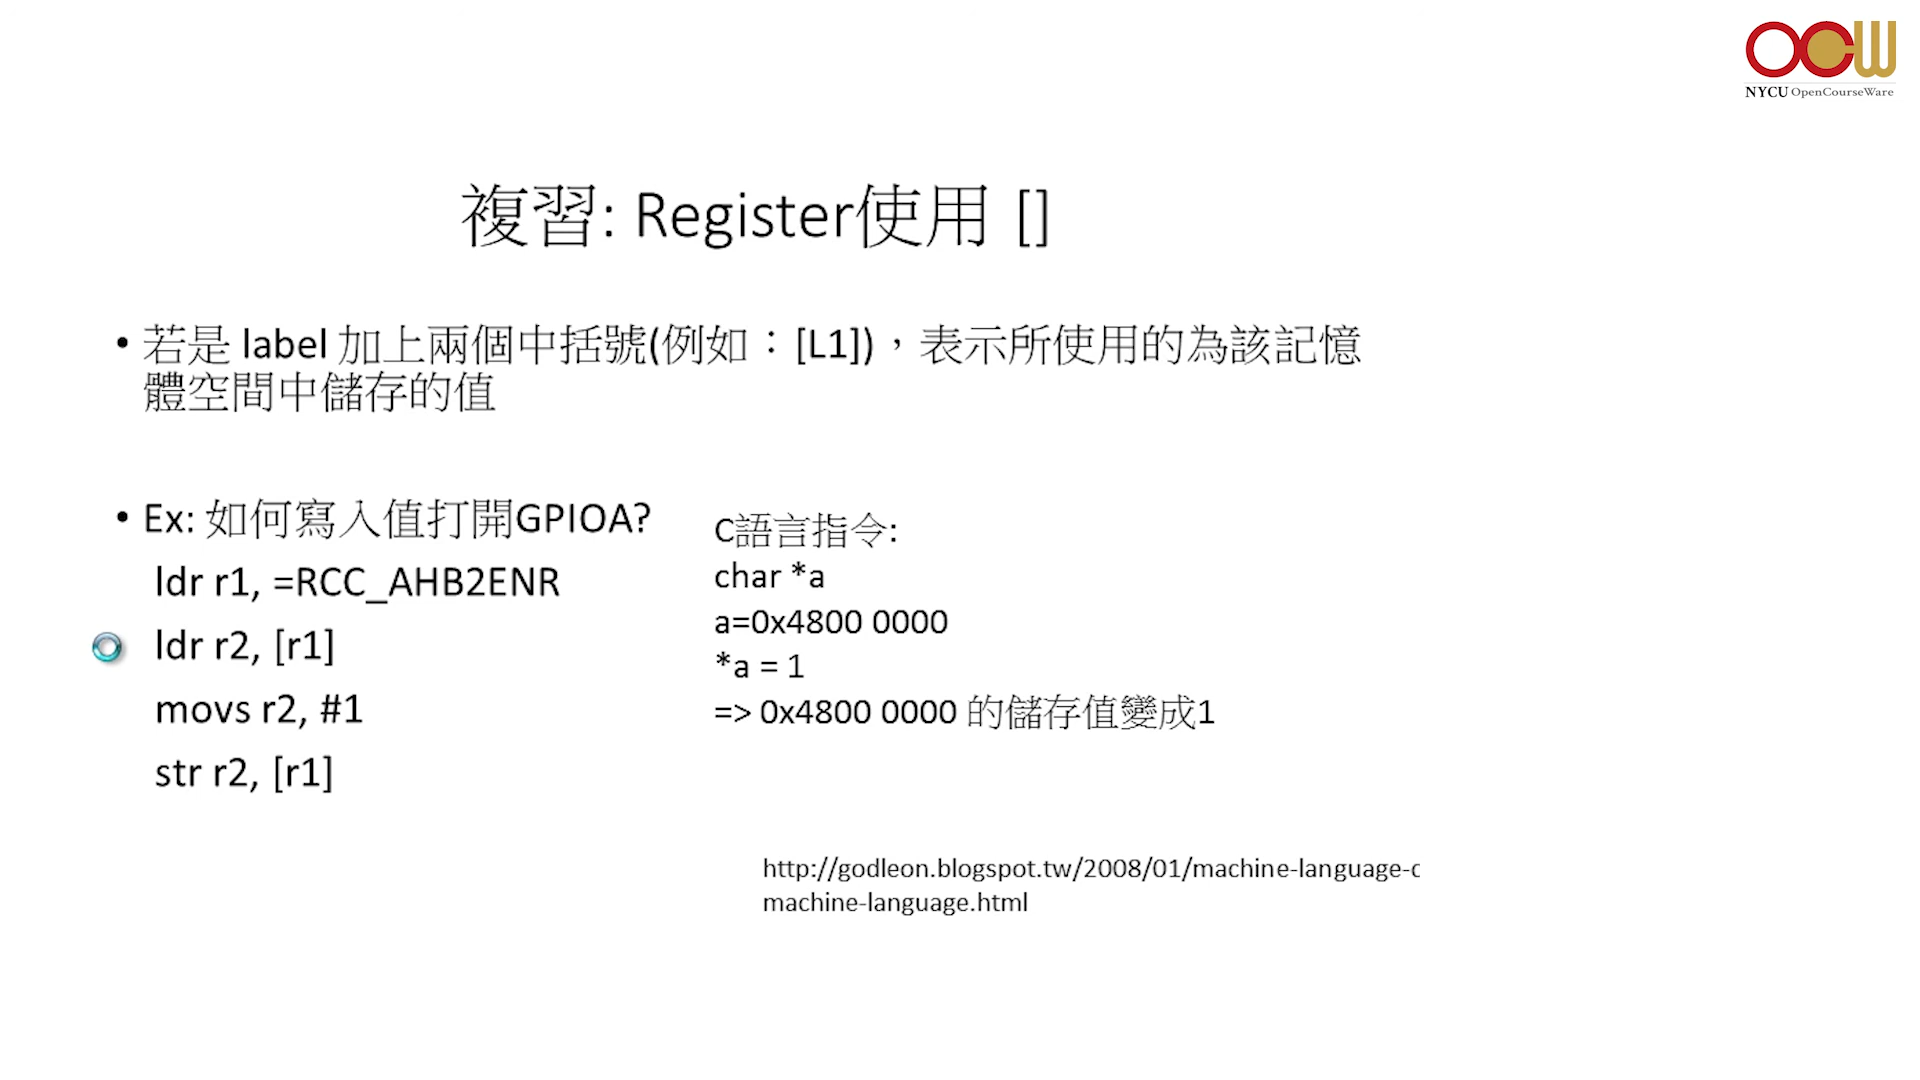 OCW
NYCU OpenCourseWare
複習: Register使用 []
• 若是 label 加上兩個中括號(例如：[L1])，表示所使用的為該記憶
體空間中儲存的值
• Ex: 如何寫入值打開GPIOA?
ldr r1, =RCC_AHB2ENR
ldr r2, [r1]
movs r2, #1
str r2, [r1]
C語言指令:
char *a
a=0x4800 0000
*a = 1
=> 0x4800 0000 的儲存值變成1
http://godleon.blogspot.tw/2008/01/machine-language-c
machine-language.html